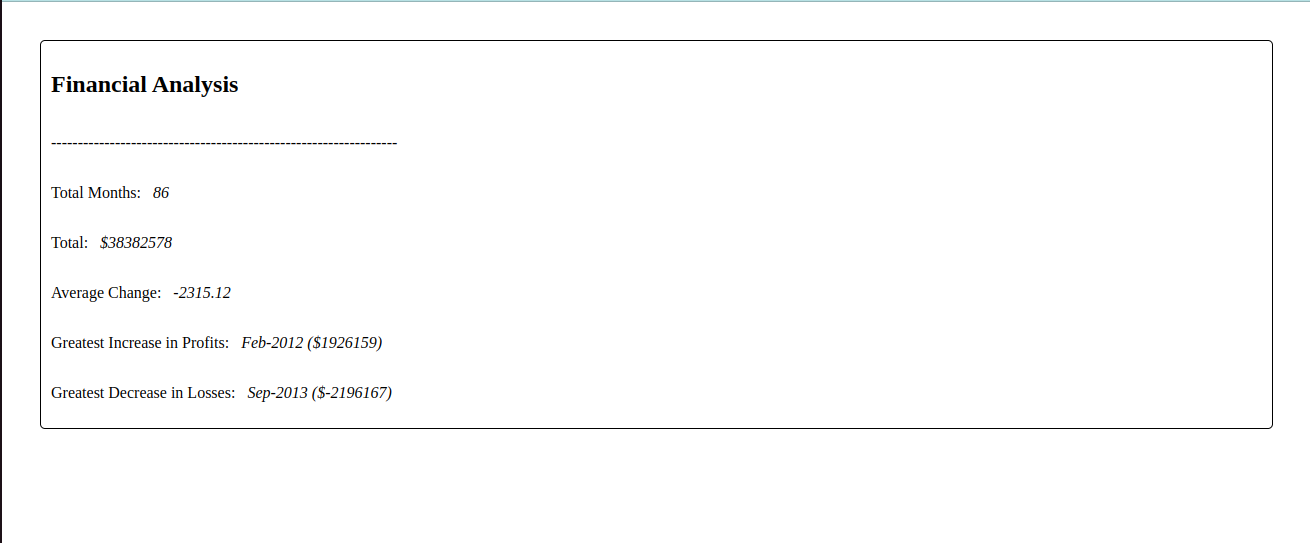 Financial Analysis
----------------------------------------------------------------
Total Months: 86
Total: $38382578
Average Change: -2315.12
Greatest Increase in Profits: Feb-2012 ($1926159)
Greatest Decrease in Losses: Sep-2013 ($-2196167)